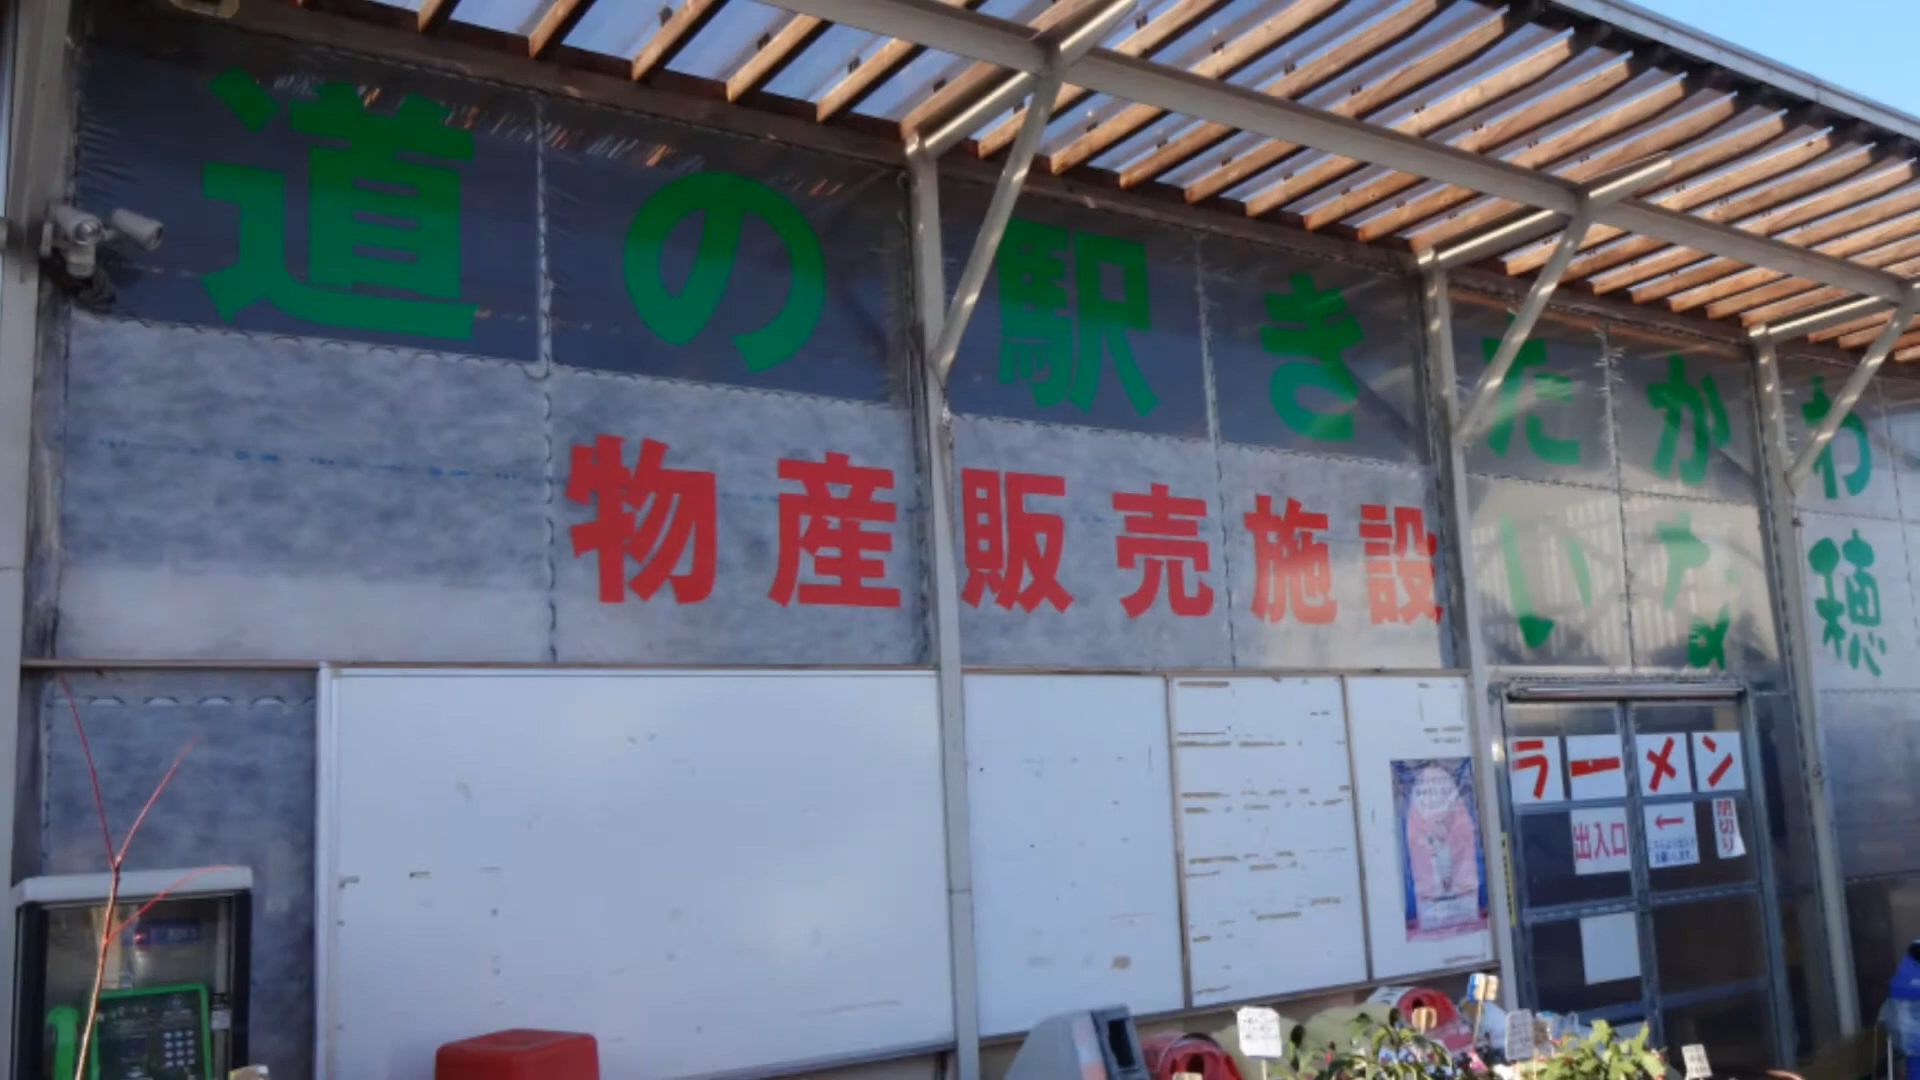 道の駅きたかわ
物産販売施設
いな穂
ラーメン
出入口
←
閉切り